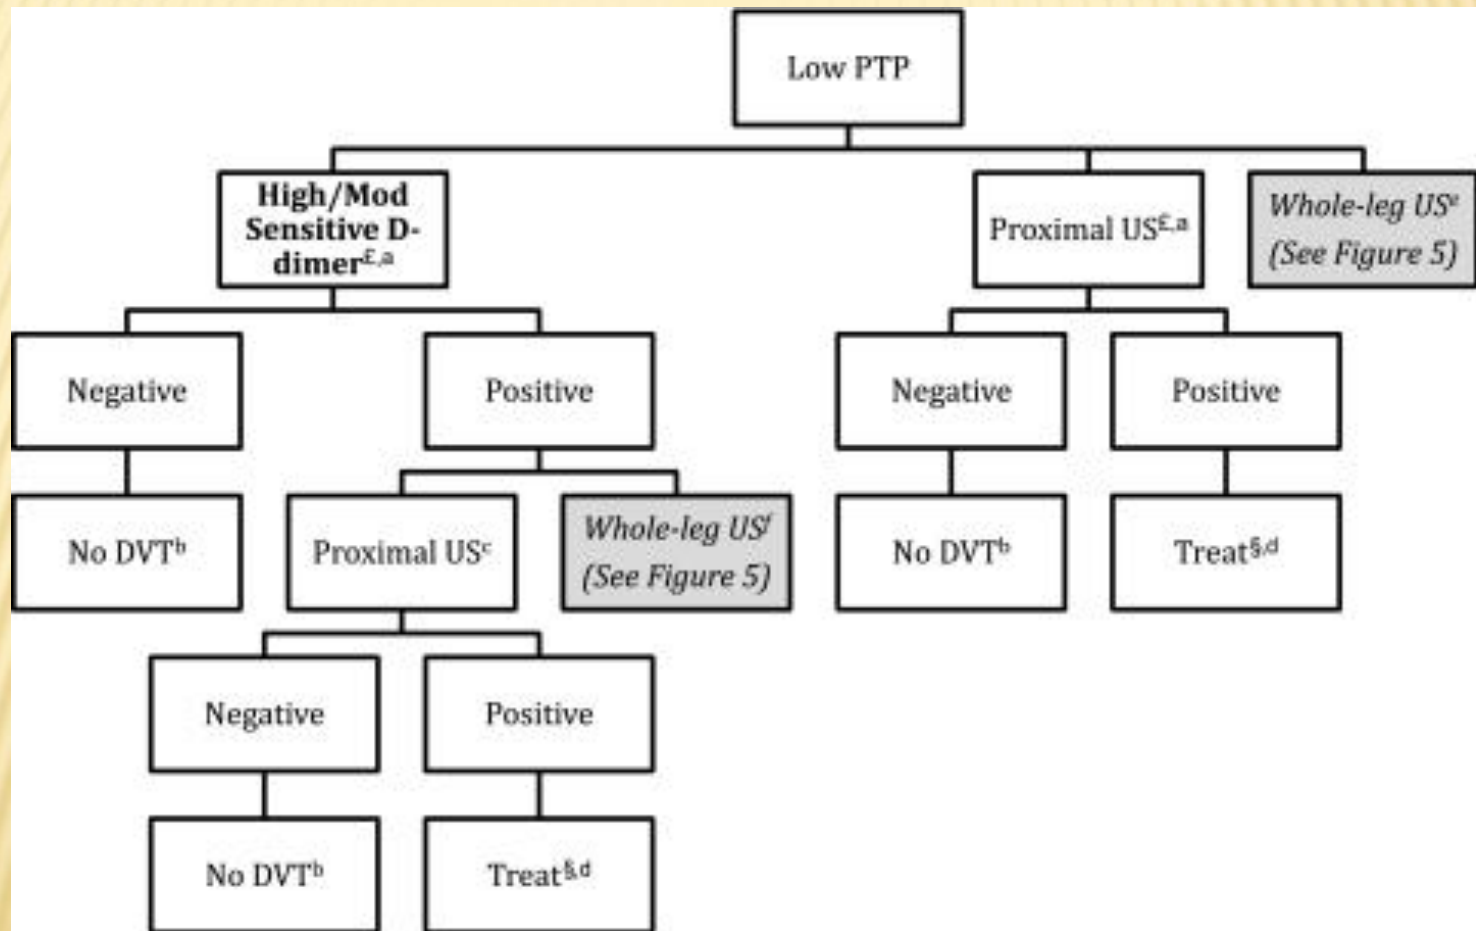 Low PTP
High/Mod
Sensitive D-
dimer£,a
Proximal US£,a
Whole-leg USe
(See Figure 5)
Negative
Positive
Negative
Positive
No DVTb
Proximal USc
Whole-leg USf
(See Figure 5)
No DVTb
Treat§,d
Negative
Positive
No DVTb
Treat§,d